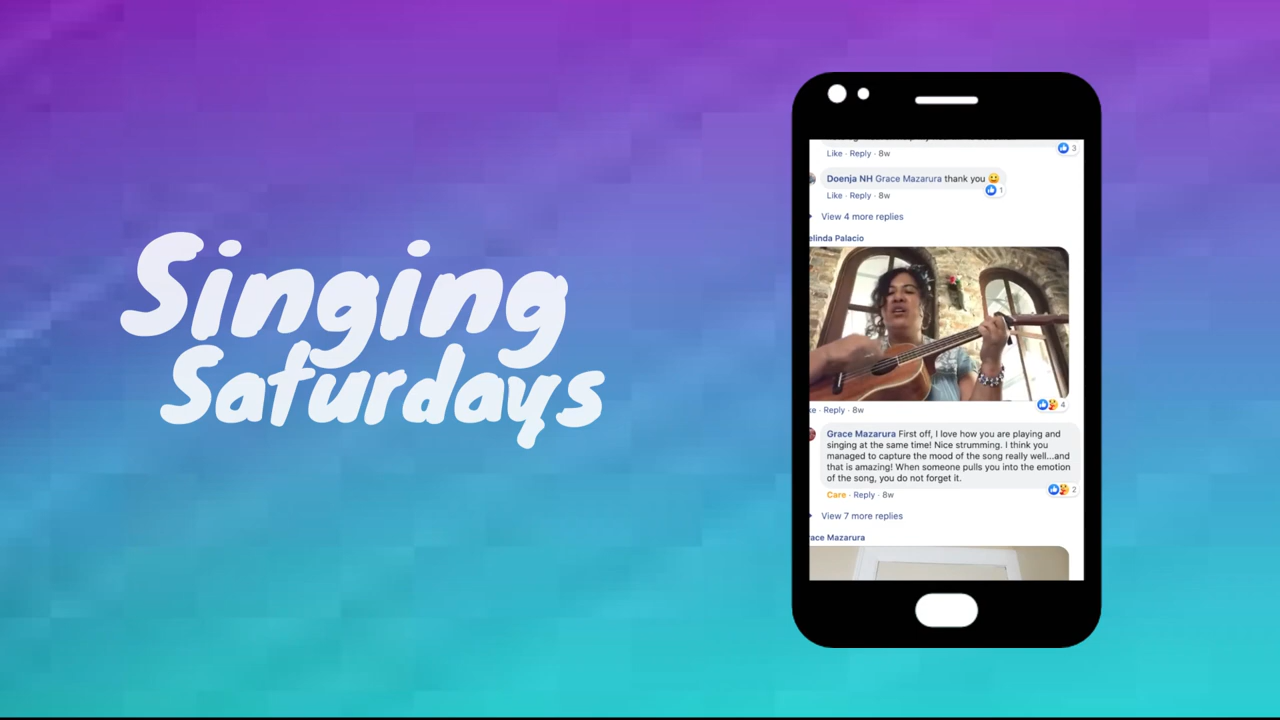 Singing
Saturdays
Like · Reply · 8w
3
Doenja NH Grace Mazarura thank you
1
Like · Reply · 8w
View 4 more replies
elinda Palacio
ke · Reply · 8w
4
Grace Mazarura First off, I love how you are playing and
singing at the same time! Nice strumming. I think you
managed to capture the mood of the song really well...and
that is amazing! When someone pulls you into the emotion
of the song, you do not forget it.
2
Care · Reply · 8w
View 7 more replies
race Mazarura